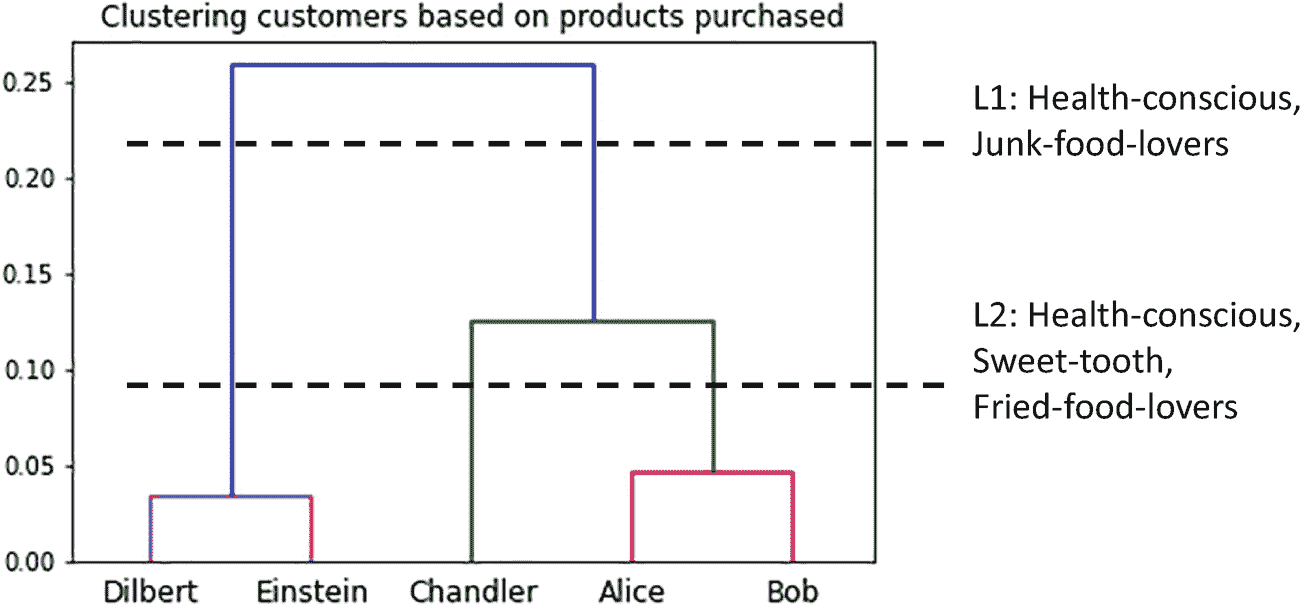 Clustering customers based on products purchased
0.25
0.20
0.15
0.10
0.05
0.00
Dilbert Einstein Chandler Alice Bob
L1: Health-conscious,
Junk-food-lovers
L2: Health-conscious,
Sweet-tooth,
Fried-food-lovers